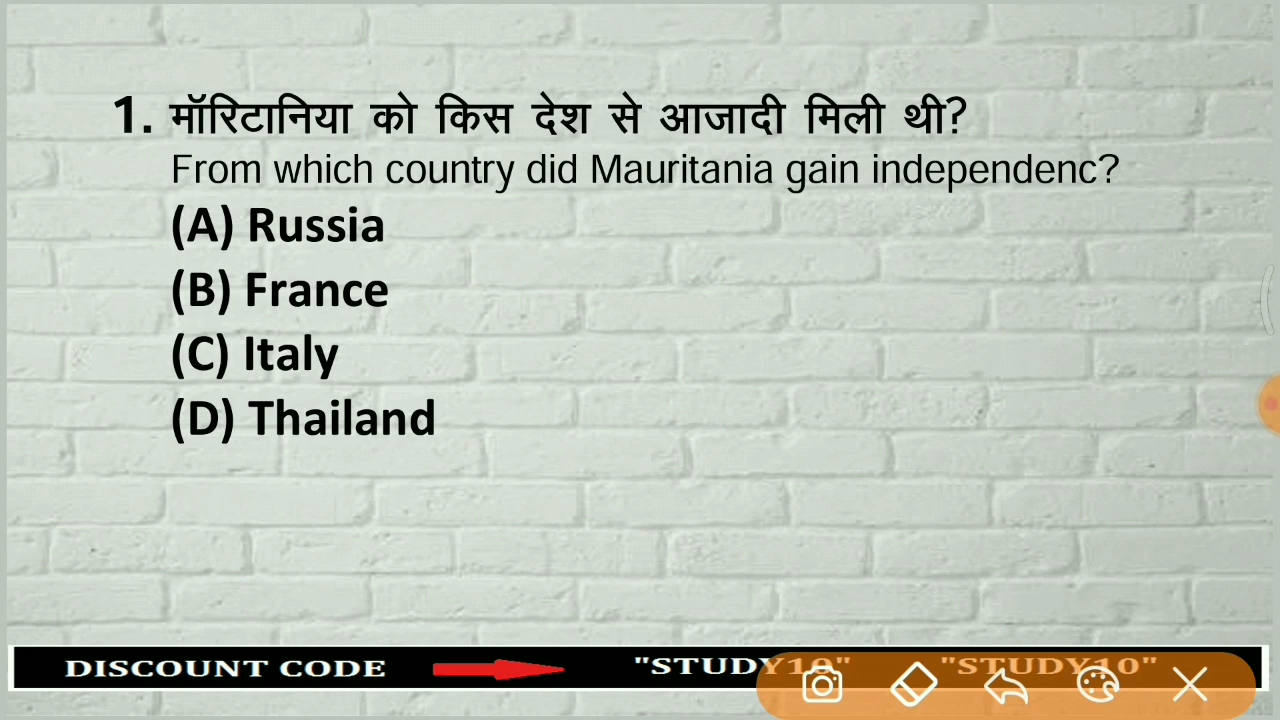 1. मॉरिटानिया को किस देश से आजादी मिली थी?
From which country did Mauritania gain independenc?
(A) Russia
(B) France
(C) Italy
(D) Thailand
DISCOUNT CODE "STUDY10" "STUDY10"